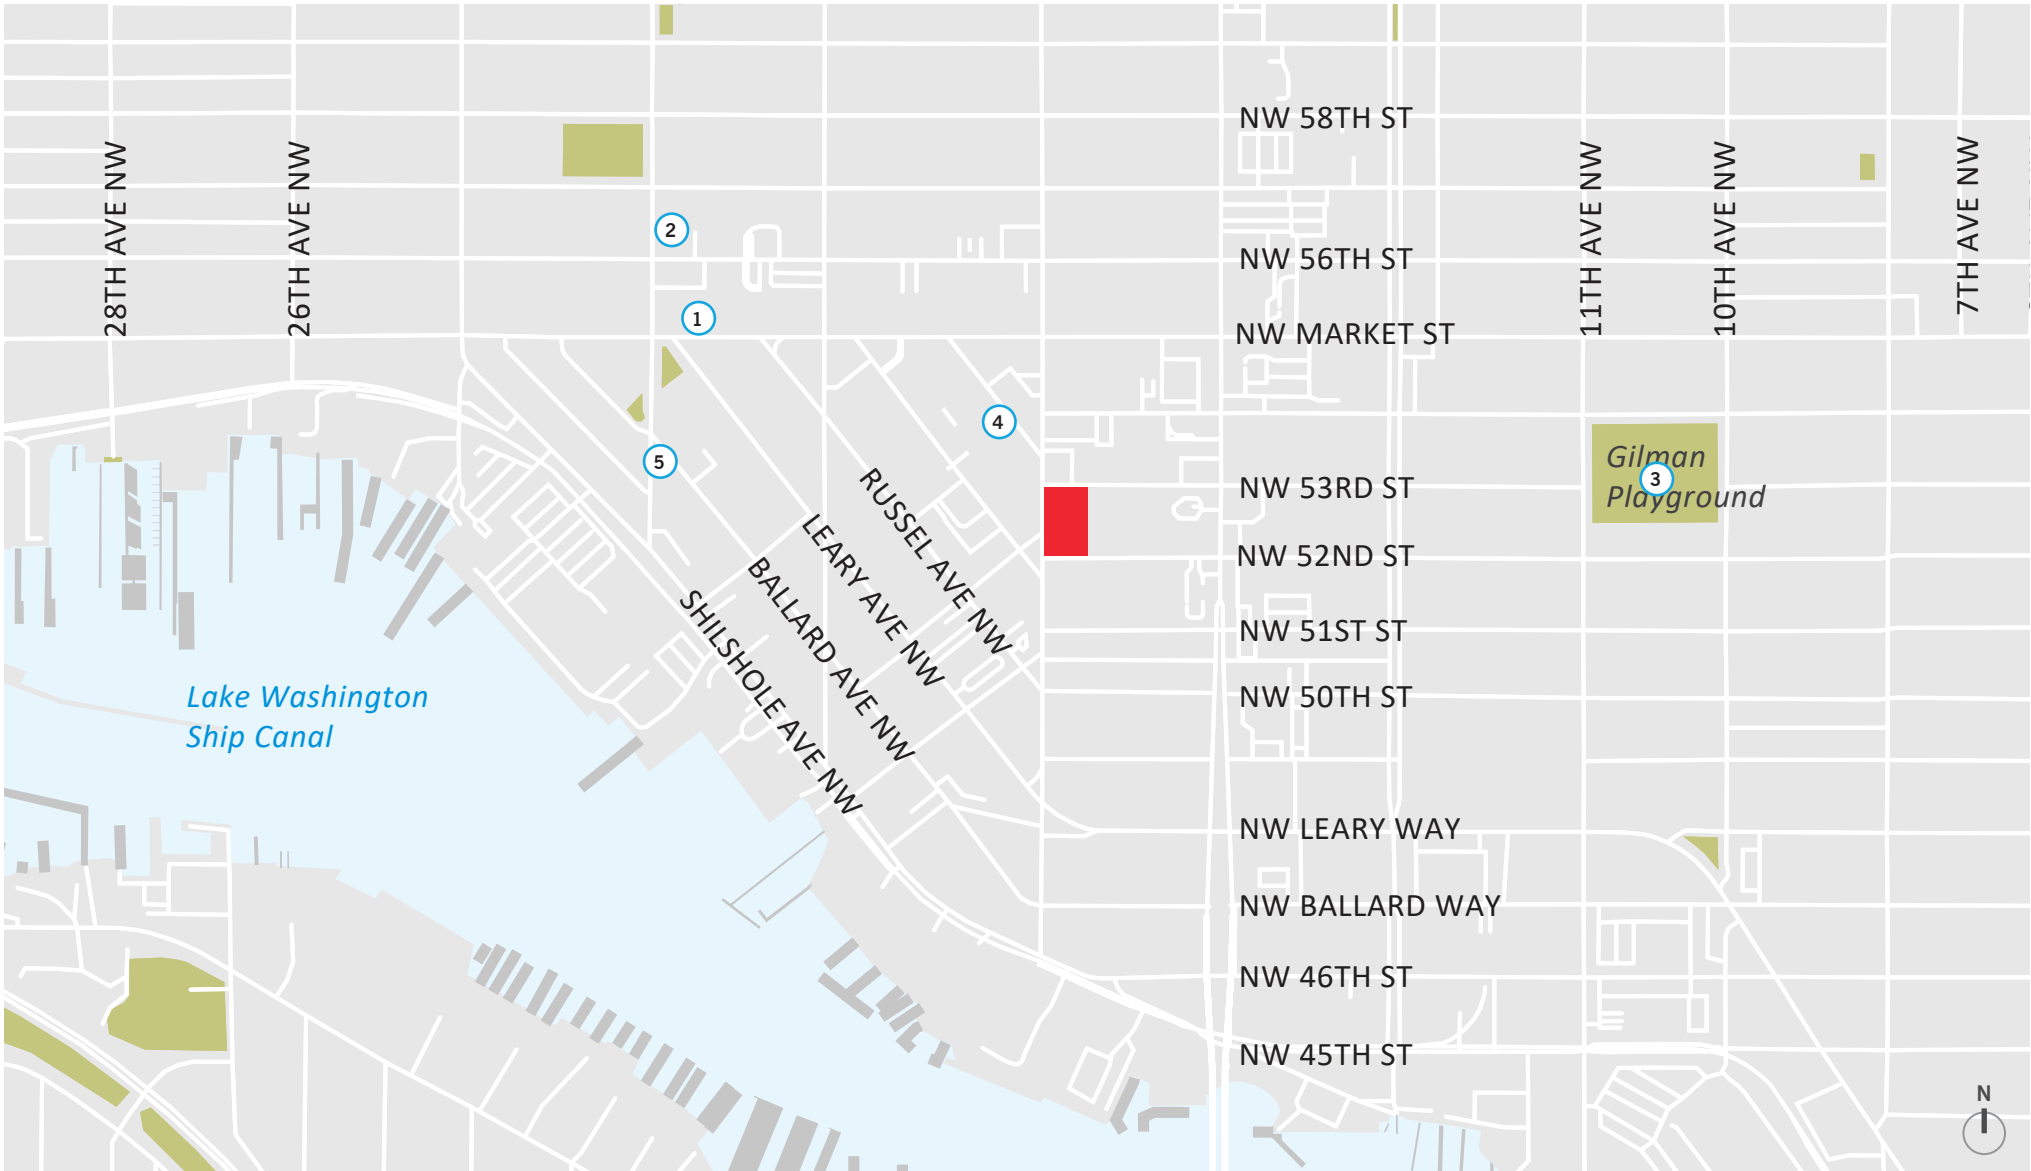 NW 58TH ST
28TH AVE NW
26TH AVE NW
11TH AVE NW
10TH AVE NW
7TH AVE NW
2
NW 56TH ST
1
NW MARKET ST
4
5
Gilman
3
Playground
NW 53RD ST
RUSSEL AVE NW
LEARY AVE NW
BALLARD AVE NW
SHILSHOLE AVE NW
NW 52ND ST
NW 51ST ST
Lake Washington
Ship Canal
NW 50TH ST
NW LEARY WAY
NW BALLARD WAY
NW 46TH ST
NW 45TH ST
N